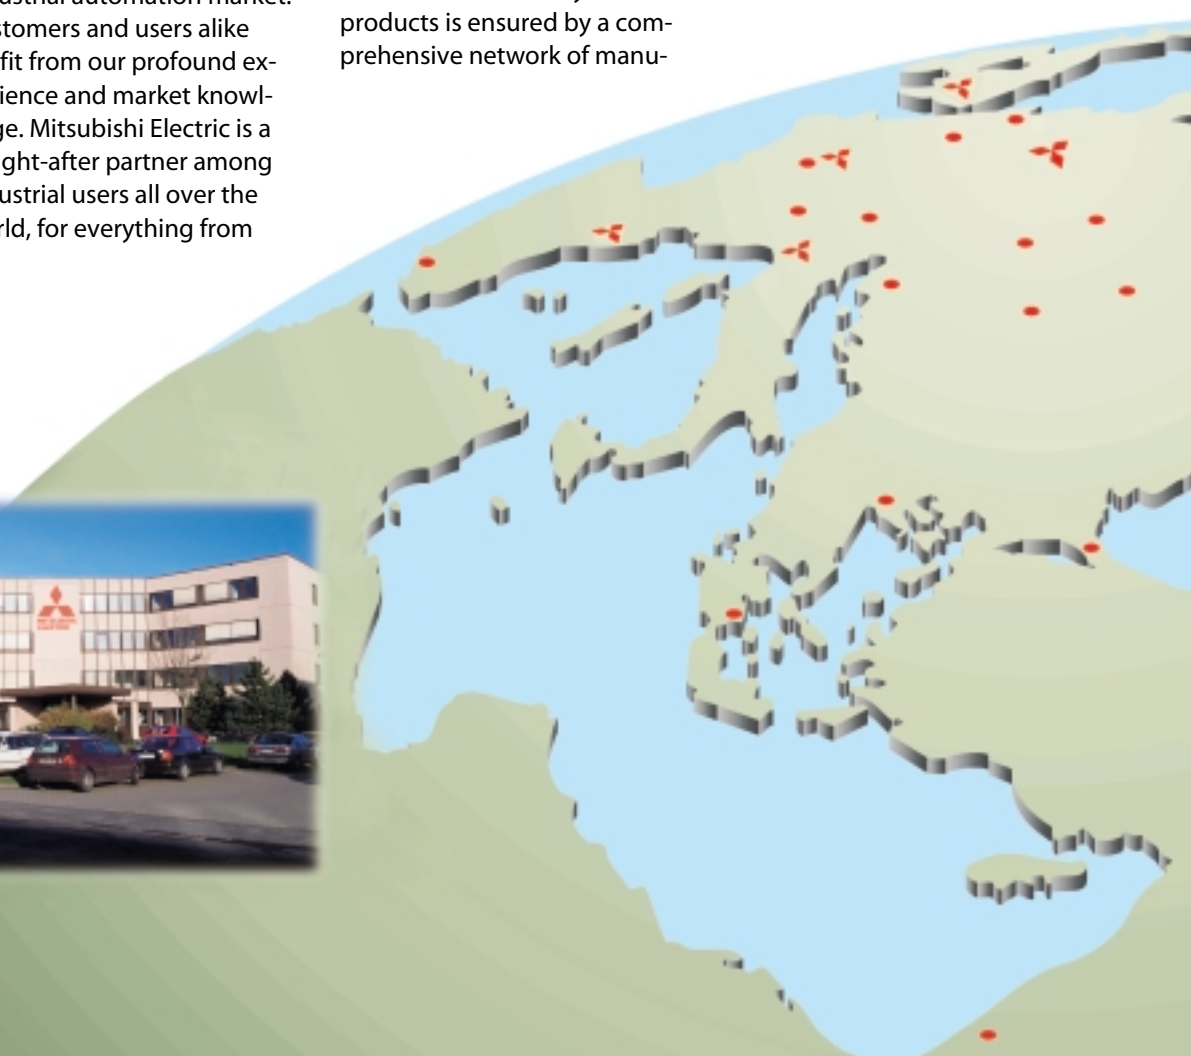 dustrial automation market.
stomers and users alike
fit from our profound ex-
ience and market knowl-
ge. Mitsubishi Electric is a
ght-after partner among
ustrial users all over the
rld, for everything from
products is ensured by a com-
prehensive network of manu-